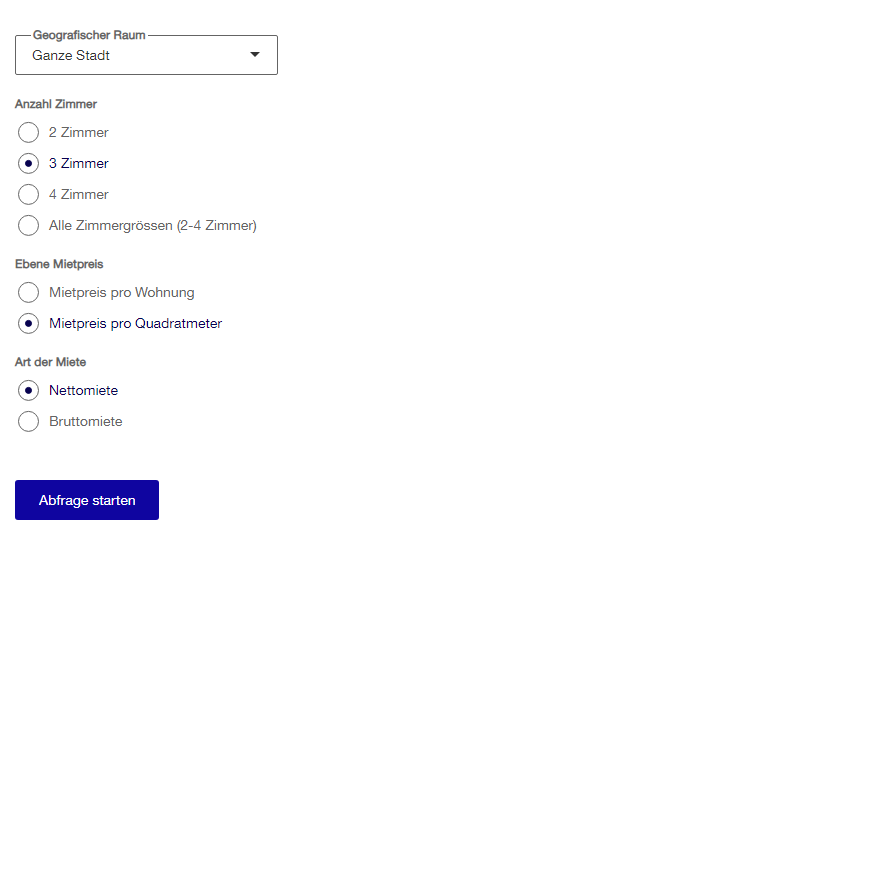 Geografischer Raum
Ganze Stadt
Anzahl Zimmer
2 Zimmer
3 Zimmer
4 Zimmer
Alle Zimmergrössen (2-4 Zimmer)
Ebene Mietpreis
Mietpreis pro Wohnung
Mietpreis pro Quadratmeter
Art der Miete
Nettomiete
Bruttomiete
Abfrage starten